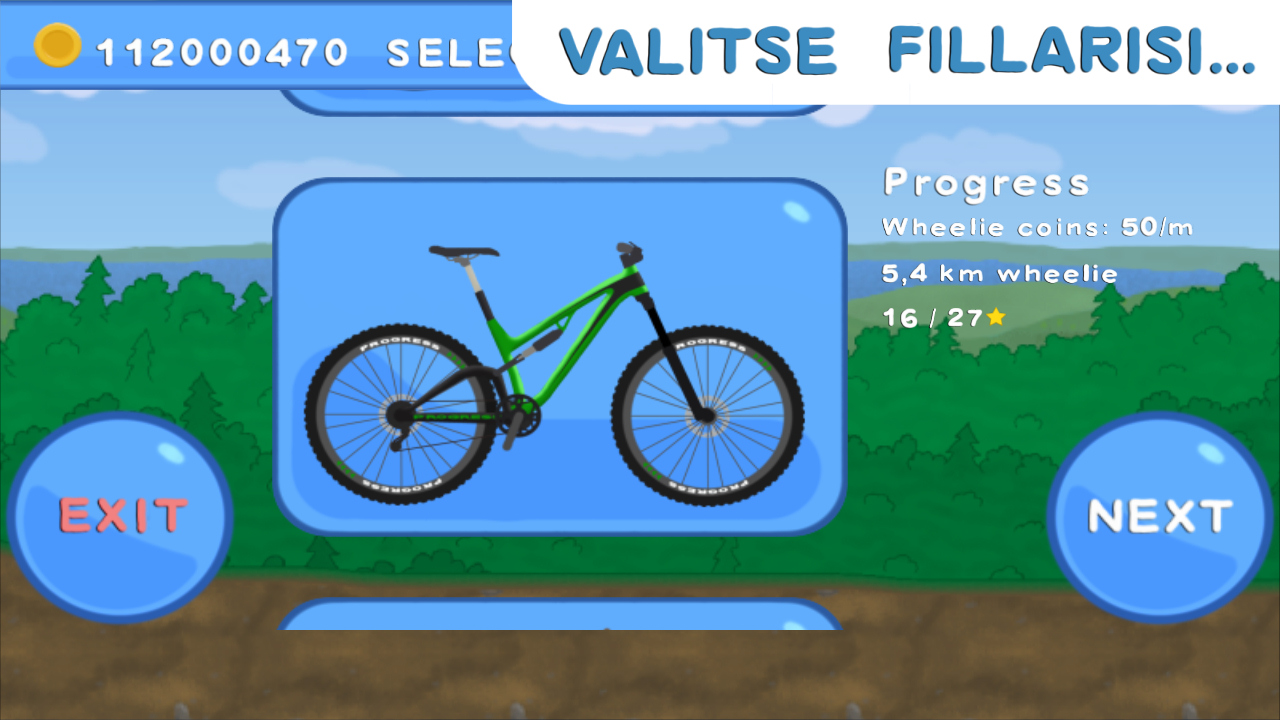 112000470 SELEC
VALITSE FILLARISI...
Progress
Wheelie coins: 50/m
5,4 km wheelie
16 / 27
PROGRESS
PROGRESS
PROGRESS
PROGRESS
PROGRESS
EXIT
NEXT